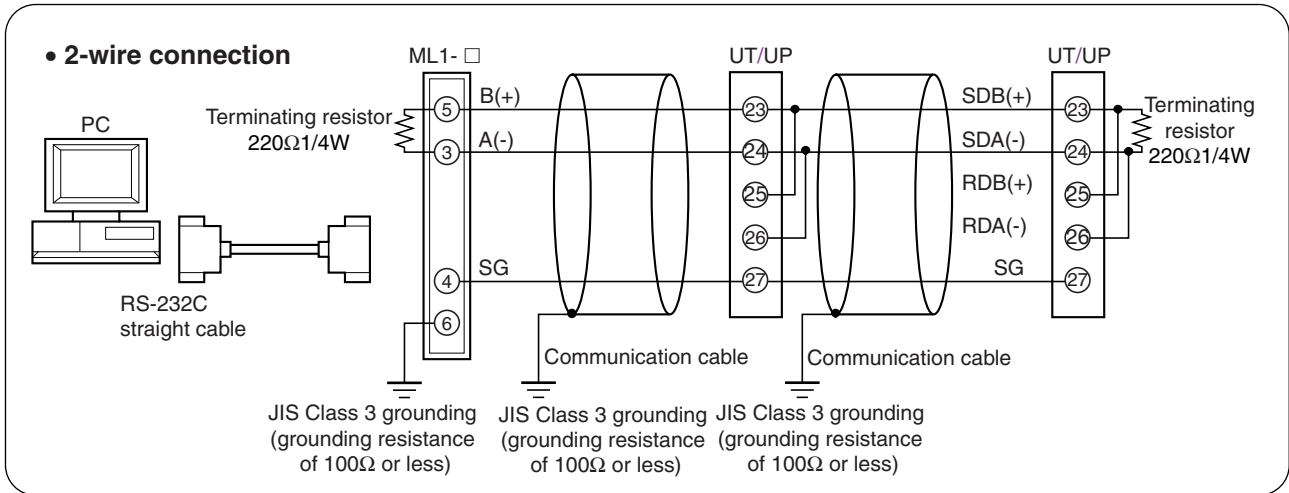 • 2-wire connection
ML1- □
UT/UP
UT/UP
PC
Terminating resistor
220Ω1/4W
5
B(+)
23
SDB(+)
23
Terminating
resistor
220Ω1/4W
3
A(-)
24
SDA(-)
24
25
RDB(+)
25
26
RDA(-)
26
4
SG
27
SG
27
6
RS-232C
straight cable
Communication cable
Communication cable
JIS Class 3 grounding
(grounding resistance
of 100Ω or less)
JIS Class 3 grounding
(grounding resistance
of 100Ω or less)
JIS Class 3 grounding
(grounding resistance
of 100Ω or less)